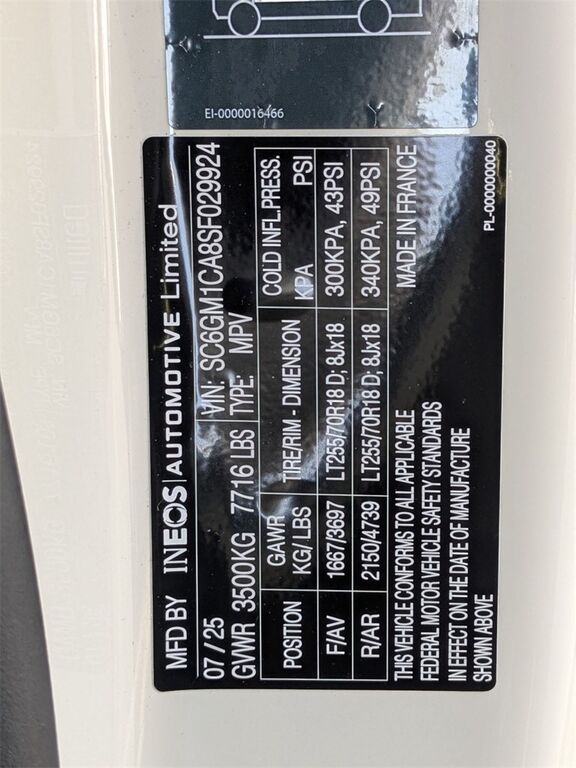 EI-0000016466
MFD BY INEOS | AUTOMOTIVE Limited
07 / 25 VIN: SC6GM1CA8SF029924
GVWR 3500KG 7716 LBS TYPE: MPV
POSITION GAWR KG/LBS TIRE/RIM - DIMENSION COLD INFL.PRESS. KPA PSI
F/AV 1667/3697 LT255/70R18 D; 8Jx18 300KPA, 43PSI
R/AR 2150/4739 LT255/70R18 D; 8Jx18 340KPA, 49PSI
THIS VEHICLE CONFORMS TO ALL APPLICABLE MADE IN FRANCE
FEDERAL MOTOR VEHICLE SAFETY STANDARDS
IN EFFECT ON THE DATE OF MANUFACTURE
SHOWN ABOVE
PL-0000000040